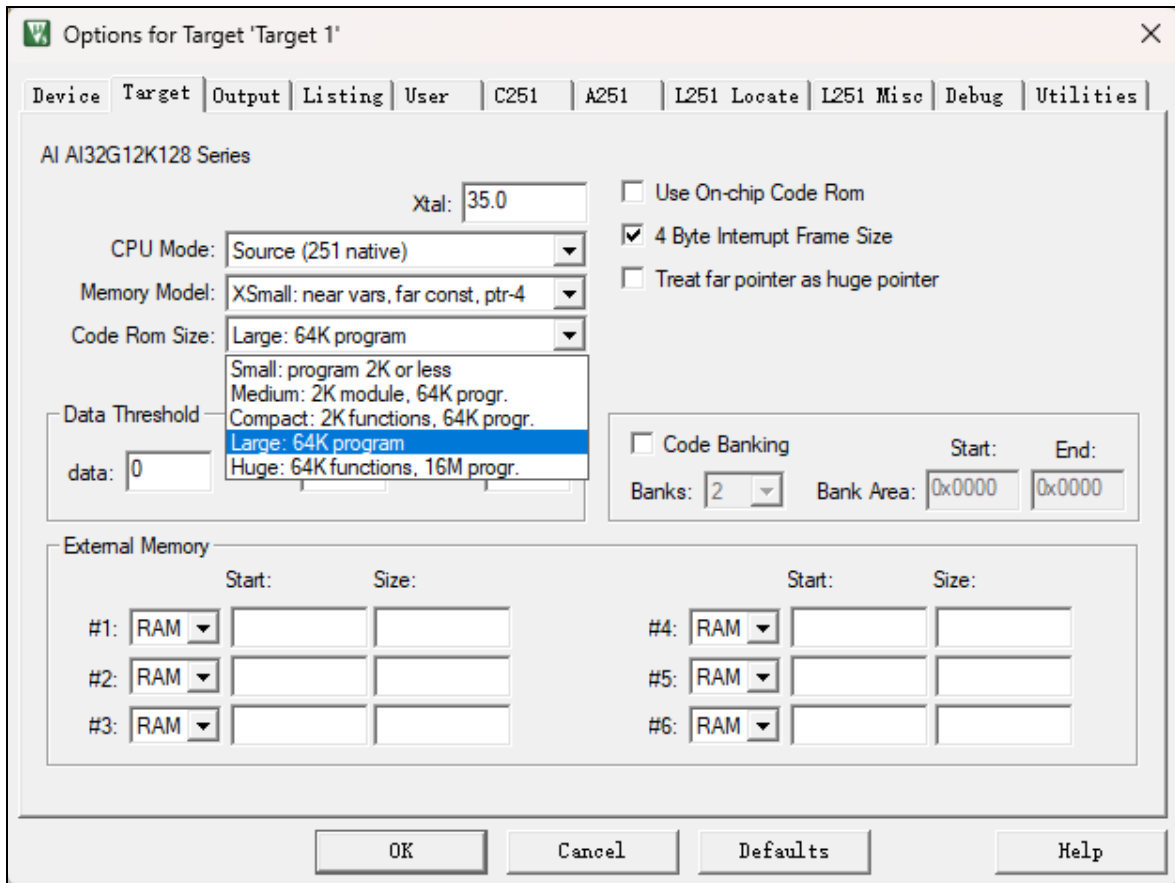 Options for Target 'Target 1'
Device Target Output Listing User C251 A251 L251 Locate L251 Misc Debug Utilities
AI AI32G12K128 Series
Xtal: 35.0
Use On-chip Code Rom
CPU Mode: Source (251 native)
4 Byte Interrupt Frame Size
Memory Model: XSmall: near vars, far const, ptr-4
Treat far pointer as huge pointer
Code Rom Size: Large: 64K program
Small: program 2K or less
Medium: 2K module, 64K progr.
Compact: 2K functions, 64K progr.
Large: 64K program
Huge: 64K functions, 16M progr.
Data Threshold
data: 0
Code Banking Start: End:
Banks: 2 Bank Area: 0x0000 0x0000
External Memory
Start: Size: Start: Size:
#1: RAM #4: RAM
#2: RAM #5: RAM
#3: RAM #6: RAM
OK Cancel Defaults Help